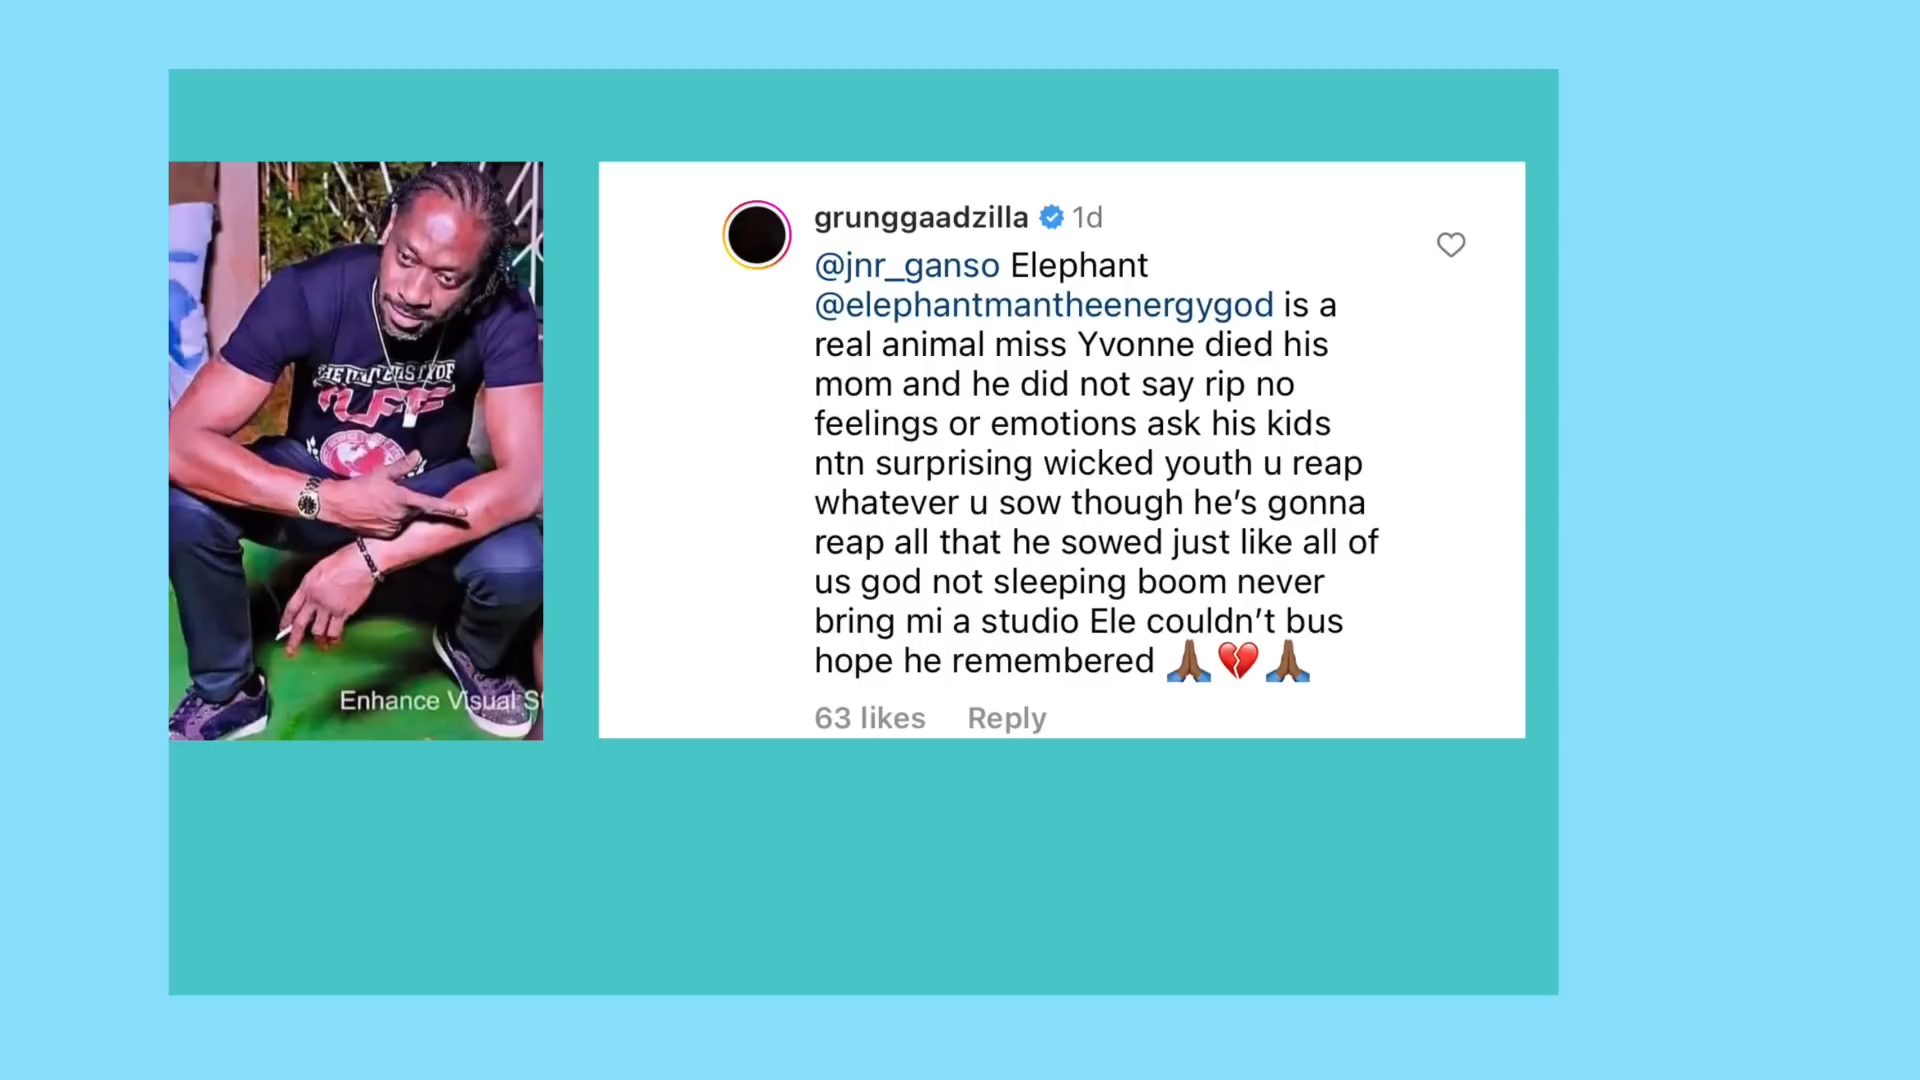 THE UNIVERSITY OF
Enhance Visual S
grunggaadzilla 1d
@jnr_ganso Elephant
@elephantmantheenergygod is a
real animal miss Yvonne died his
mom and he did not say rip no
feelings or emotions ask his kids
ntn surprising wicked youth u reap
whatever u sow though he’s gonna
reap all that he sowed just like all of
us god not sleeping boom never
bring mi a studio Ele couldn’t bus
hope he remembered 🙏🏾💔🙏🏾
63 likes Reply